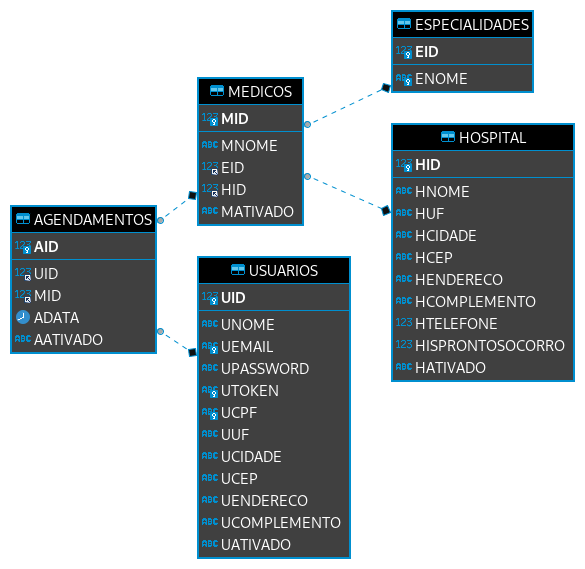 ESPECIALIDADES
123 EID
ABC ENOME
MEDICOS
123 MID
ABC MNOME
123 EID
123 HID
ABC MATIVADO
HOSPITAL
123 HID
ABC HNOME
ABC HUF
ABC HCIDADE
ABC HCEP
ABC HENDERECO
ABC HCOMPLEMENTO
123 HTELEFONE
123 HISPRONTOSOCORRO
ABC HATIVADO
AGENDAMENTOS
123 AID
123 UID
123 MID
ADATA
ABC AATIVADO
USUARIOS
123 UID
ABC UNOME
ABC UEMAIL
ABC UPASSWORD
ABC UTOKEN
ABC UCPF
ABC UUF
ABC UCIDADE
ABC UCEP
ABC UENDERECO
ABC UCOMPLEMENTO
ABC UATIVADO